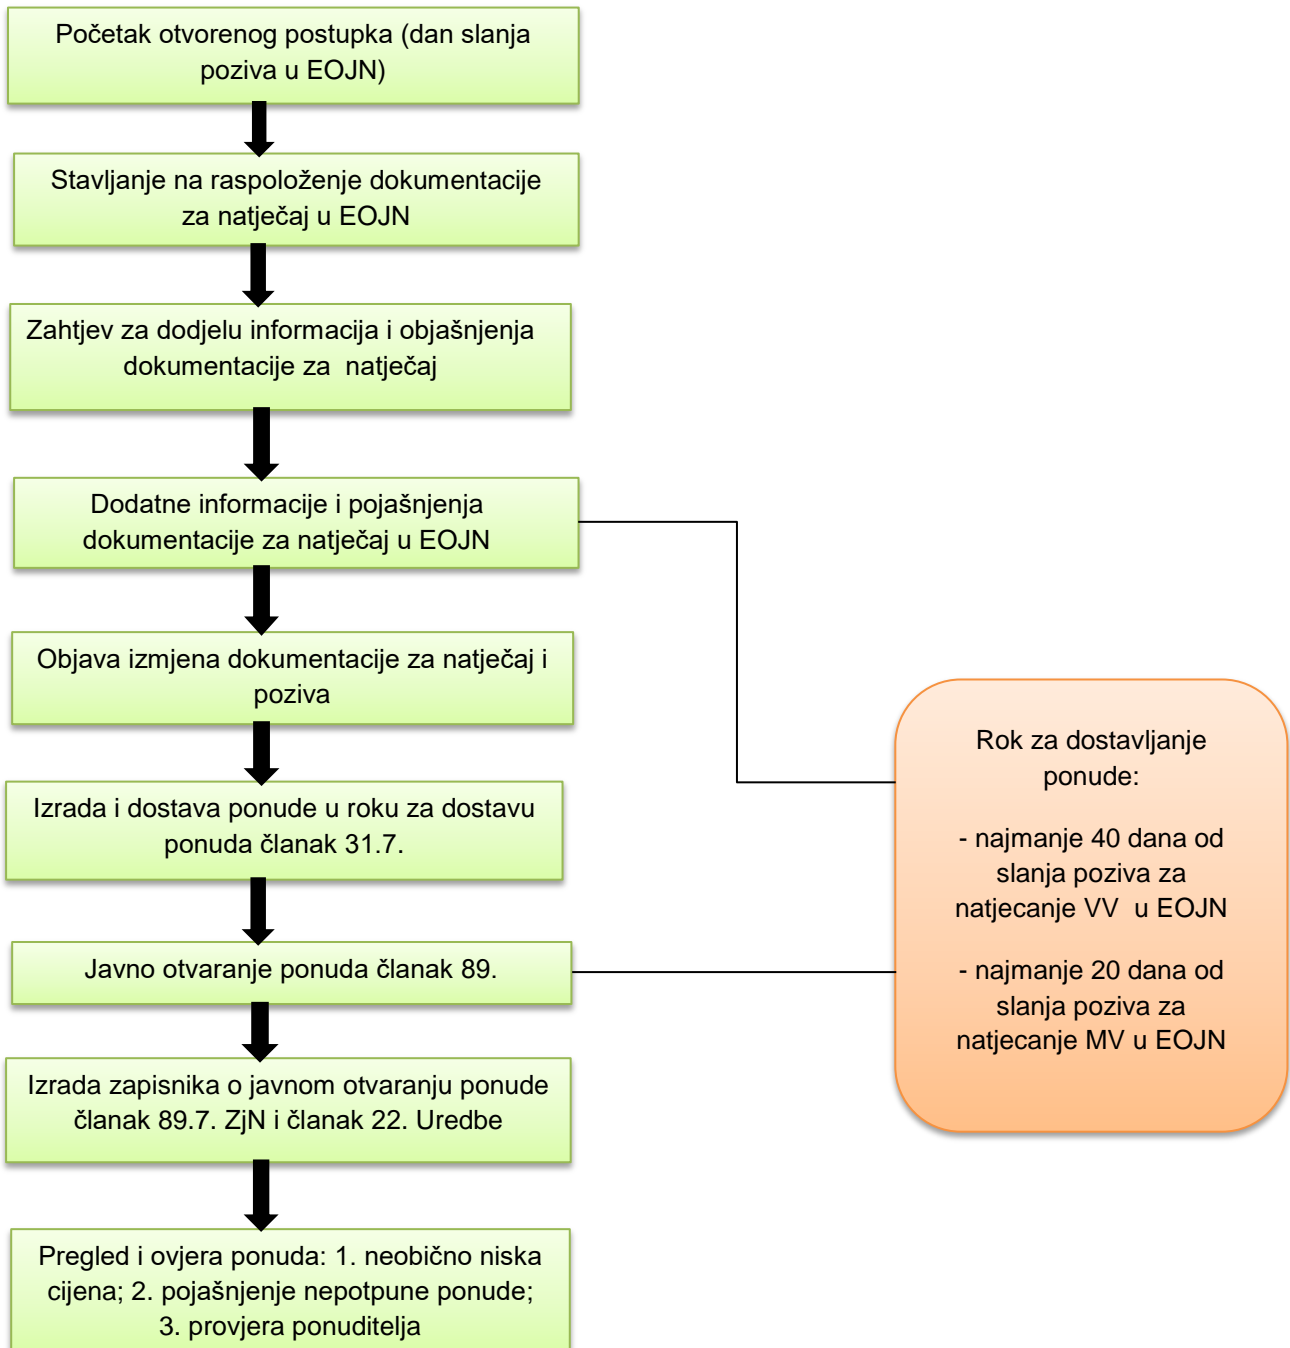 Početak otvorenog postupka (dan slanja
poziva u EOJN)
Stavljanje na raspoloženje dokumentacije
za natječaj u EOJN
Zahtjev za dodjelu informacija i objašnjenja
dokumentacije za natječaj
Dodatne informacije i pojašnjenja
dokumentacije za natječaj u EOJN
Objava izmjena dokumentacije za natječaj i
poziva
Izrada i dostava ponude u roku za dostavu
ponuda članak 31.7.
Javno otvaranje ponuda članak 89.
Izrada zapisnika o javnom otvaranju ponude
članak 89.7. ZjN i članak 22. Uredbe
Pregled i ovjera ponuda: 1. neobično niska
cijena; 2. pojašnjenje nepotpune ponude;
3. provjera ponuditelja
Rok za dostavljanje
ponude:
- najmanje 40 dana od
slanja poziva za
natjecanje VV u EOJN
- najmanje 20 dana od
slanja poziva za
natjecanje MV u EOJN